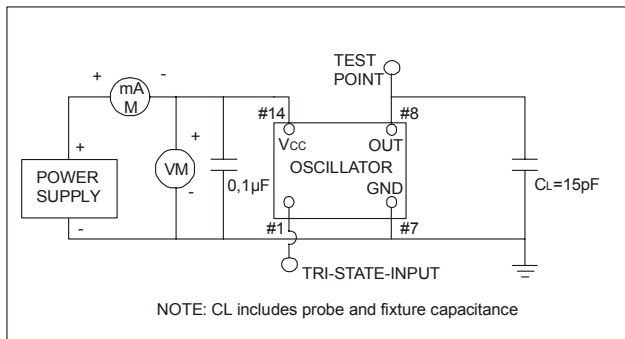 TEST
POINT
+ -
mA
M
#14
#8
+
VCC
OUT
+
OSCILLATOR
VM
POWER
SUPPLY
0,1µF
GND
CL=15pF
-
-
#1
#7
TRI-STATE-INPUT
NOTE: CL includes probe and fixture capacitance